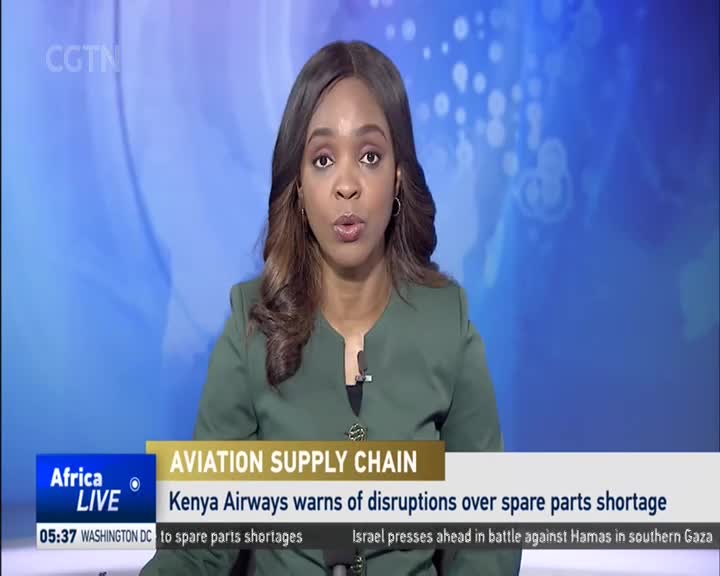 CGTN
AVIATION SUPPLY CHAIN
Africa LIVE
Kenya Airways warns of disruptions over spare parts shortage
05:37 WASHINGTON DC
to spare parts shortages Israel presses ahead in battle against Hamas in southern Gaza